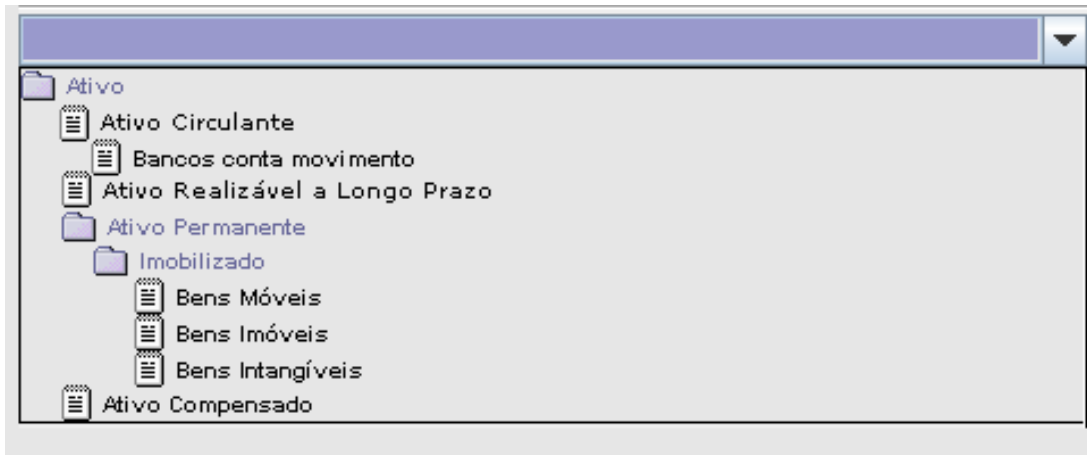 Ativo
Ativo Circulante
Bancos conta movimento
Ativo Realizável a Longo Prazo
Ativo Permanente
Imobilizado
Bens Móveis
Bens Imóveis
Bens Intangíveis
Ativo Compensado